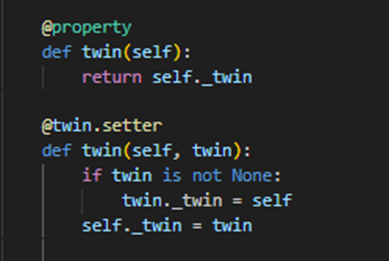 @property
def twin(self):
    return self._twin

@twin.setter
def twin(self, twin):
    if twin is not None:
        twin._twin = self
    self._twin = twin